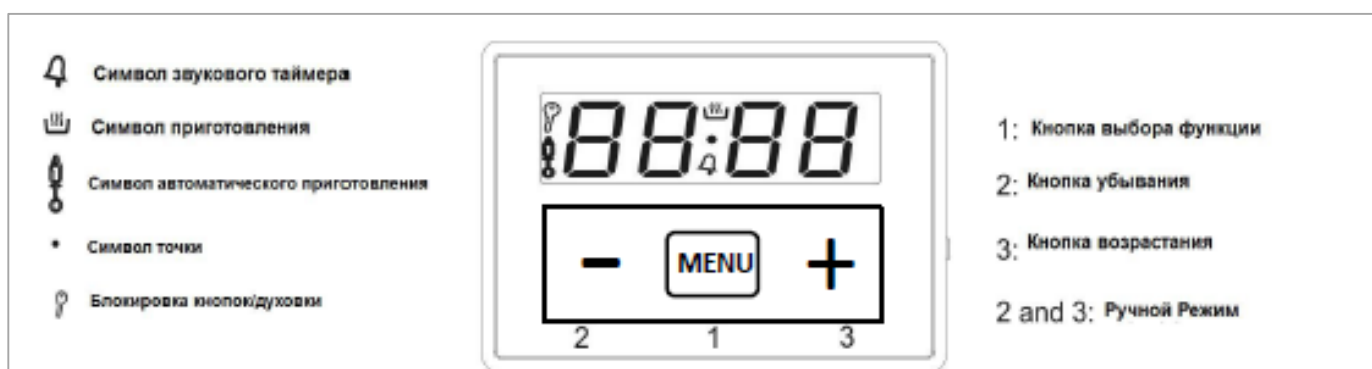 Символ звукового таймера
Символ приготовления
Символ автоматического приготовления
Символ точки
Блокировка кнопок/духовки
88:88
- MENU +
2 1 3
1: Кнопка выбора функции
2: Кнопка убывания
3: Кнопка возрастания
2 and 3: Ручной Режим